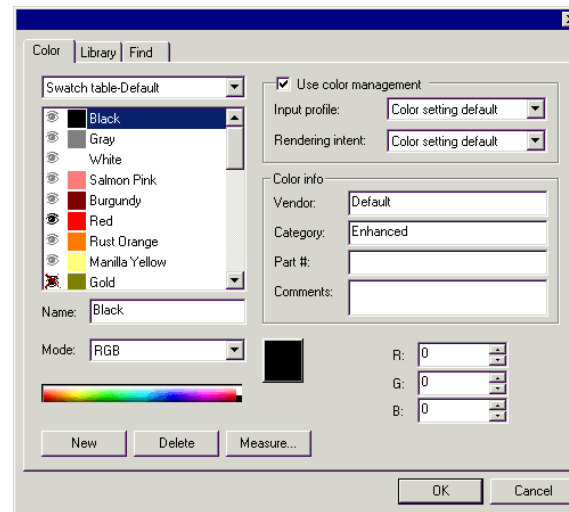 Color Library Find
Swatch table-Default
Black
Gray
White
Salmon Pink
Burgundy
Red
Rust Orange
Manilla Yellow
Gold
Name: Black
Mode: RGB
New Delete Measure...
Use color management
Input profile: Color setting default
Rendering intent: Color setting default
Color info
Vendor: Default
Category: Enhanced
Part #:
Comments:
R: 0
G: 0
B: 0
OK Cancel